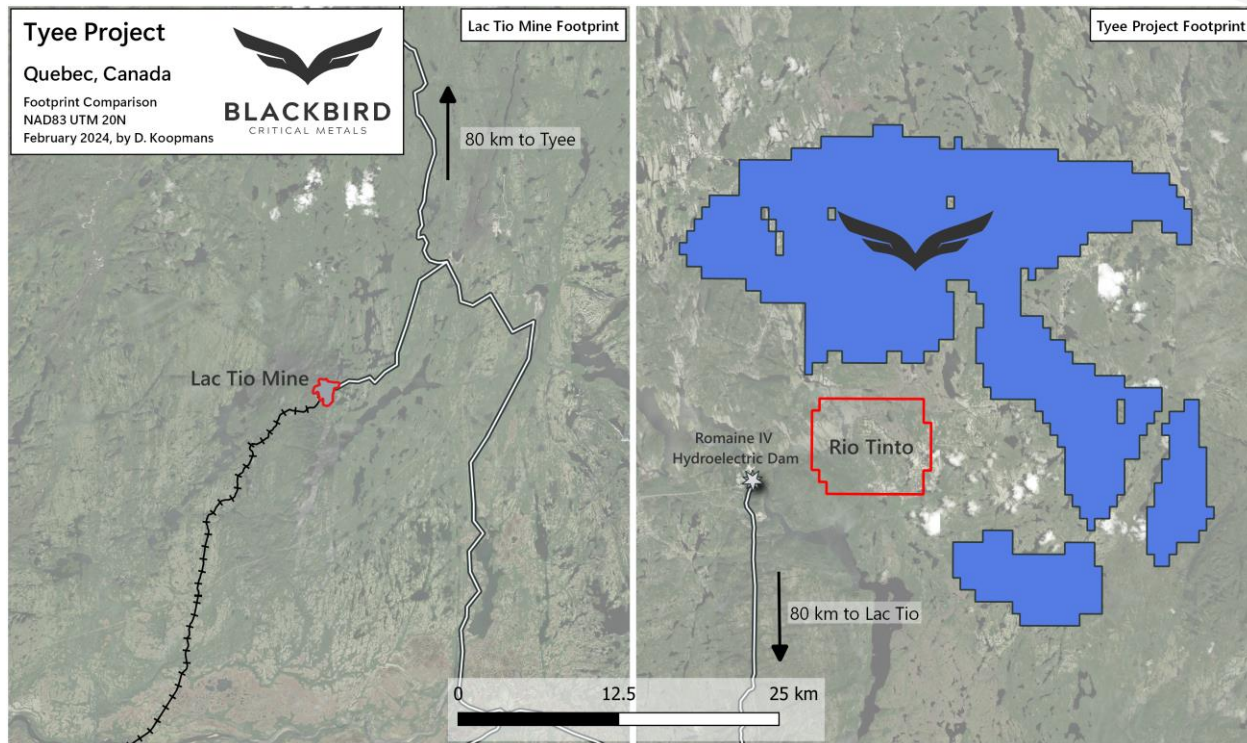 Tyee Project
Quebec, Canada
Footprint Comparison
NAD83 UTM 20N
February 2024, by D. Koopmans
BLACKBIRD
CRITICAL METALS
Lac Tio Mine Footprint
80 km to Tyee
Lac Tio Mine
Tyee Project Footprint
Romaine IV
Hydroelectric Dam
Rio Tinto
80 km to Lac Tio
0 12.5 25 km